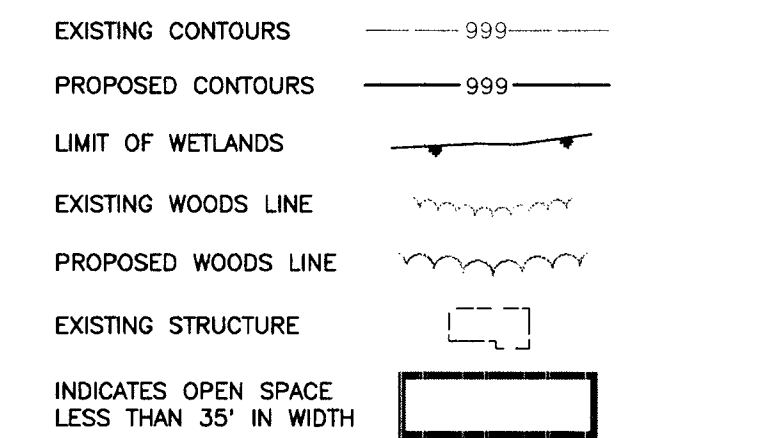 EXISTING CONTOURS 999
PROPOSED CONTOURS 999
LIMIT OF WETLANDS
EXISTING WOODS LINE
PROPOSED WOODS LINE
EXISTING STRUCTURE
INDICATES OPEN SPACE
LESS THAN 35' IN WIDTH